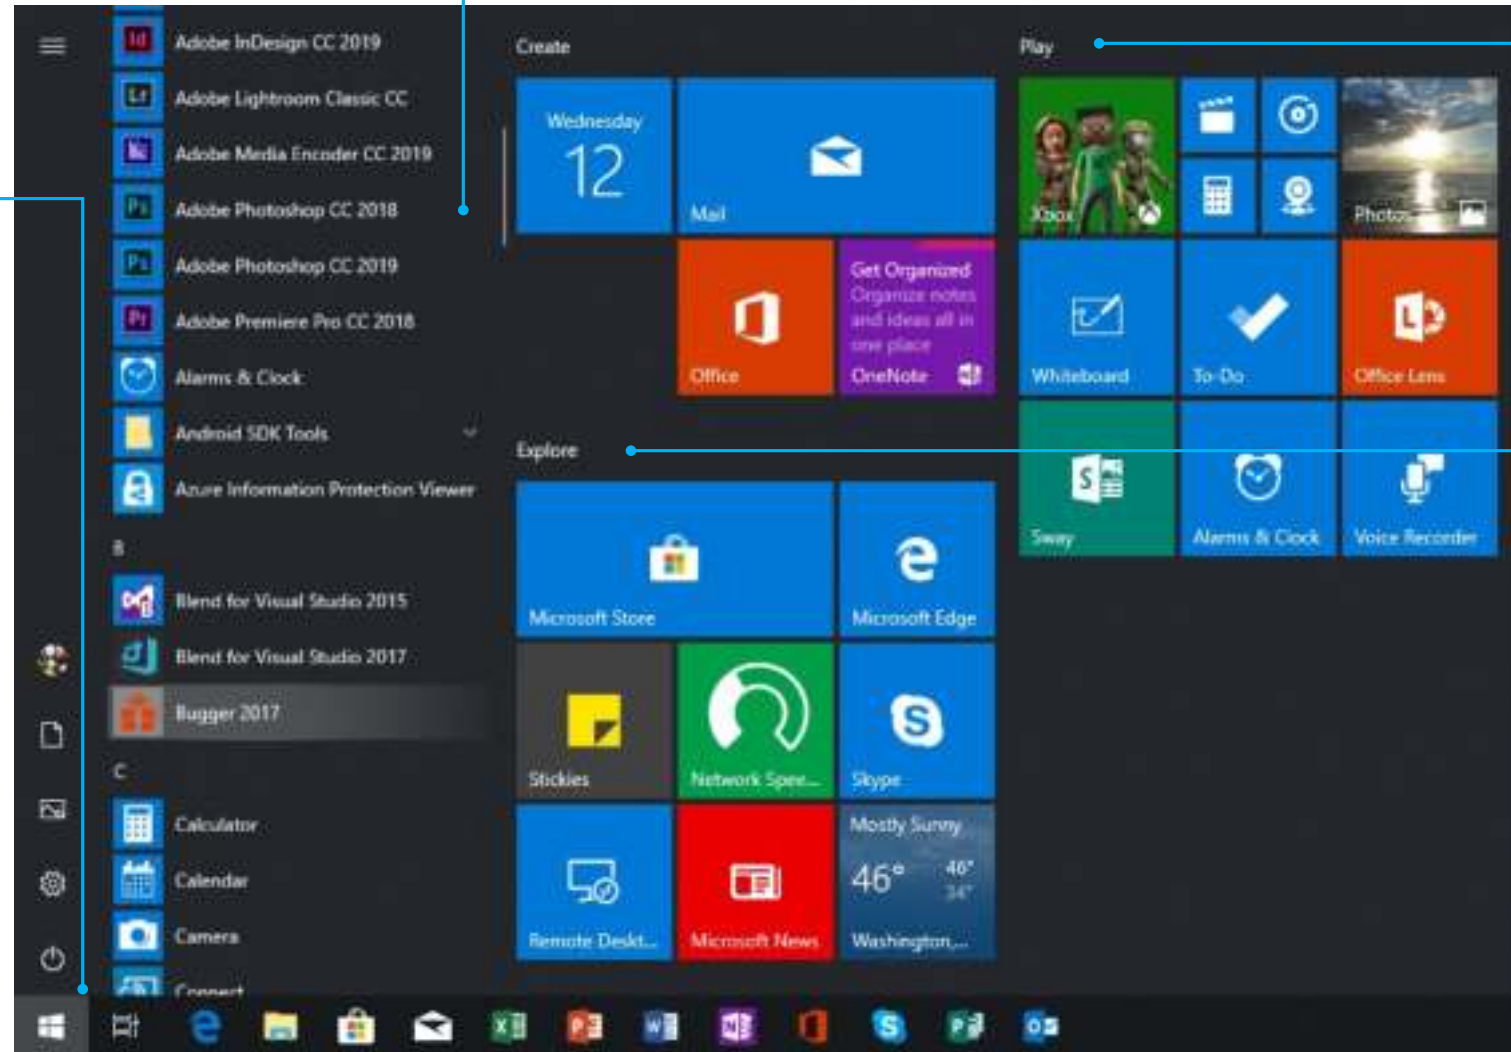 Adobe InDesign CC 2019
Adobe Lightroom Classic CC
Adobe Media Encoder CC 2019
Adobe Photoshop CC 2018
Adobe Photoshop CC 2019
Adobe Premiere Pro CC 2018
Alarms & Clock
Android SDK Tools
Azure Information Protection Viewer
B
Blend for Visual Studio 2015
Blend for Visual Studio 2017
Bugger 2017
C
Calculator
Calendar
Camera
Connect
Create
Wednesday
12
Mail
Office
Get Organized
Organize notes
and ideas all in
one place
OneNote
Explore
Microsoft Store
Microsoft Edge
Stickies
Network Spee...
Skype
Remote Deskt...
Microsoft News
Mostly Sunny
46° 46°
34°
Washington,...
Play
Xbox
Photos
Whiteboard
To-Do
Office Lens
Sway
Alarms & Clock
Voice Recorder